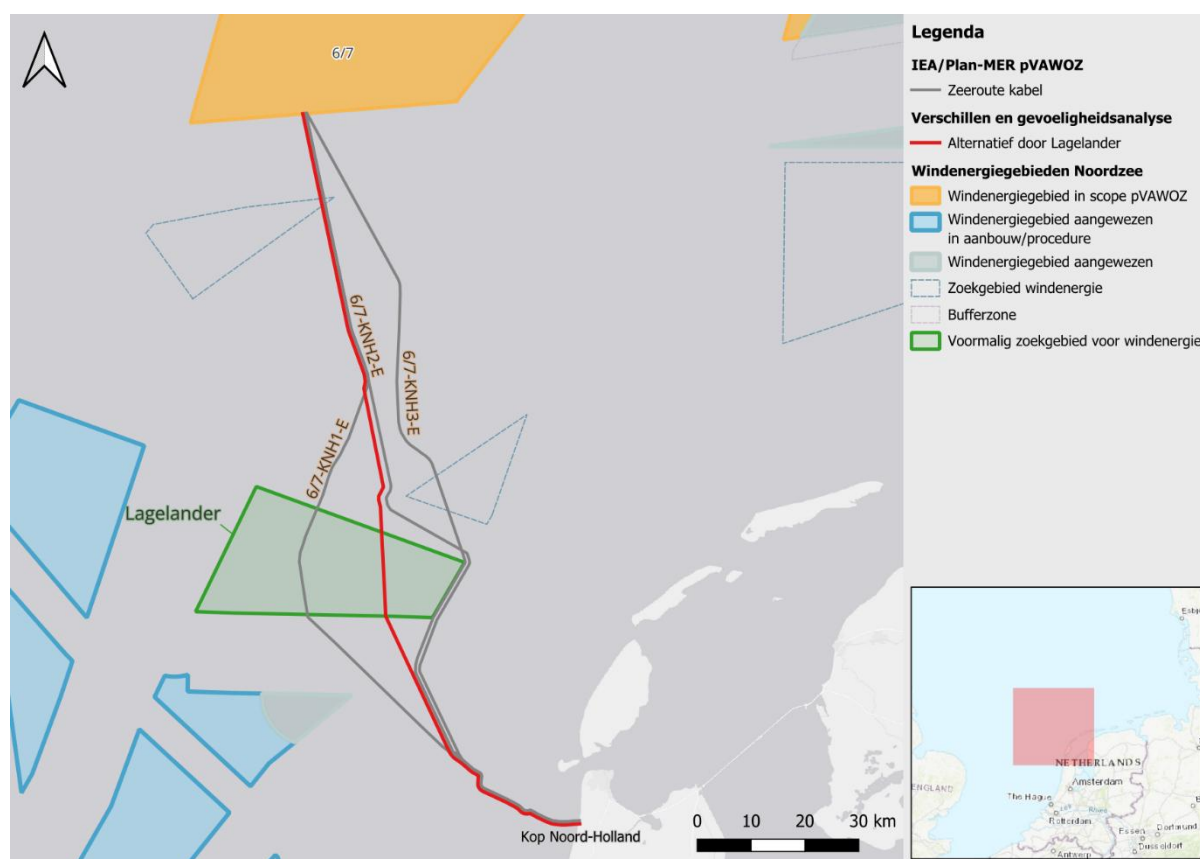 6/7
6/7-KNH2-E
6/7-KNH3-E
6/7-KNH1-E
Lagelander
Kop Noord-Holland
0 10 20 30 km
Legenda
IEA/Plan-MER pVAWOZ
Zeeroute kabel
Verschillen en gevoeligheidsanalyse
Alternatief door Lagelander
Windenergiegebieden Noordzee
Windenergiegebied in scope pVAWOZ
Windenergiegebied aangewezen
in aanbouw/procedure
Windenergiegebied aangewezen
Zoekgebied windenergie
Bufferzone
Voormalig zoekgebied voor windenergie
NETHERLANDS
Amsterdam
The Hague
Rotterdam
ENGLAND
Essen
Dortmund
Dusseldorf
Antwerp